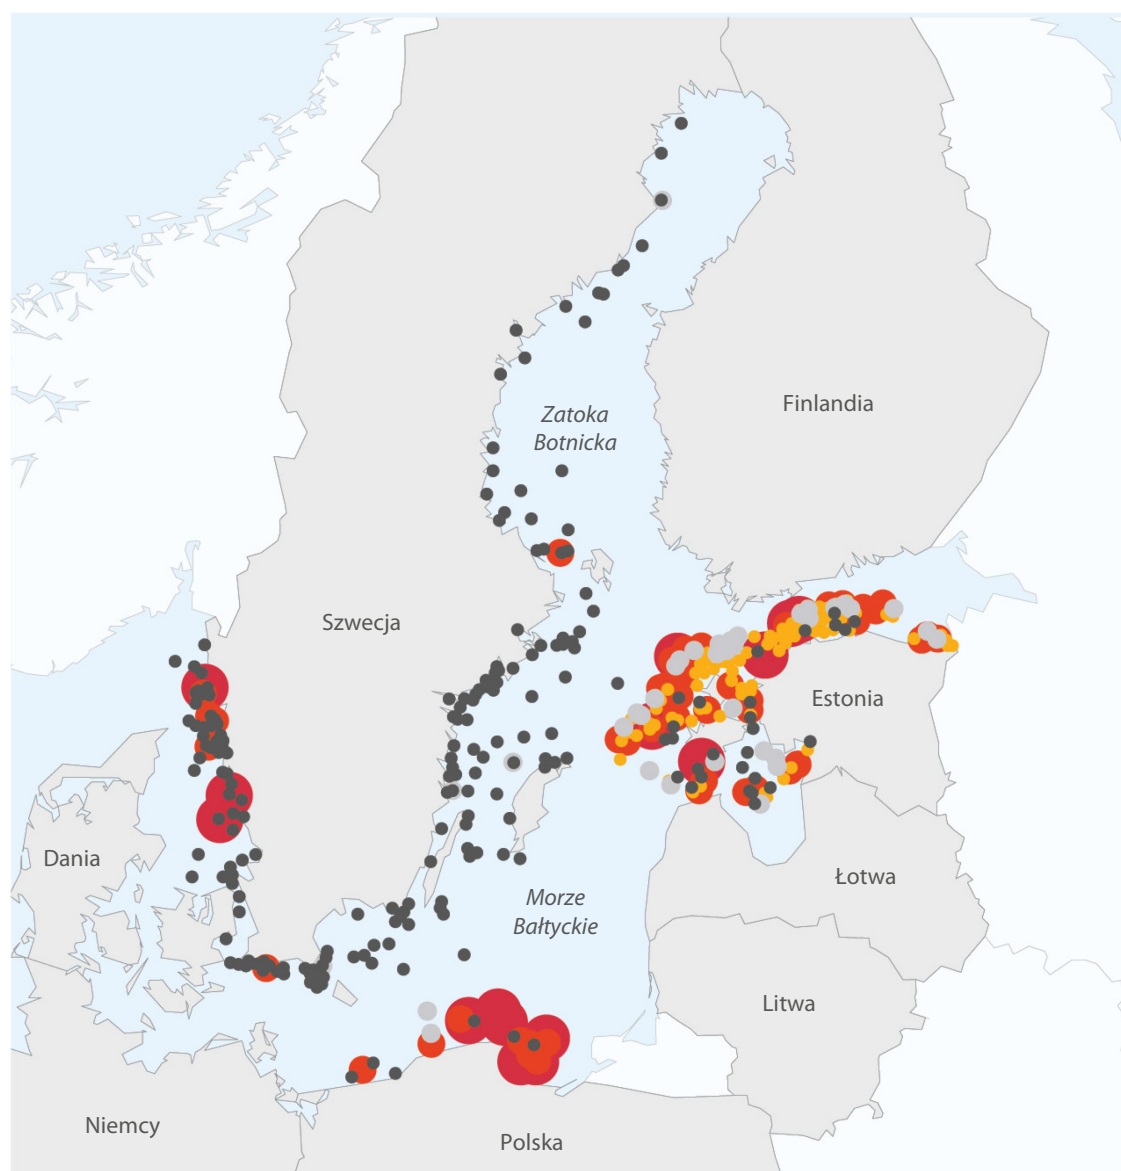 Zatoka
Botnicka
Finlandia
Szwecja
Estonia
Dania
Łotwa
Morze
Bałtyckie
Litwa
Niemcy
Polska